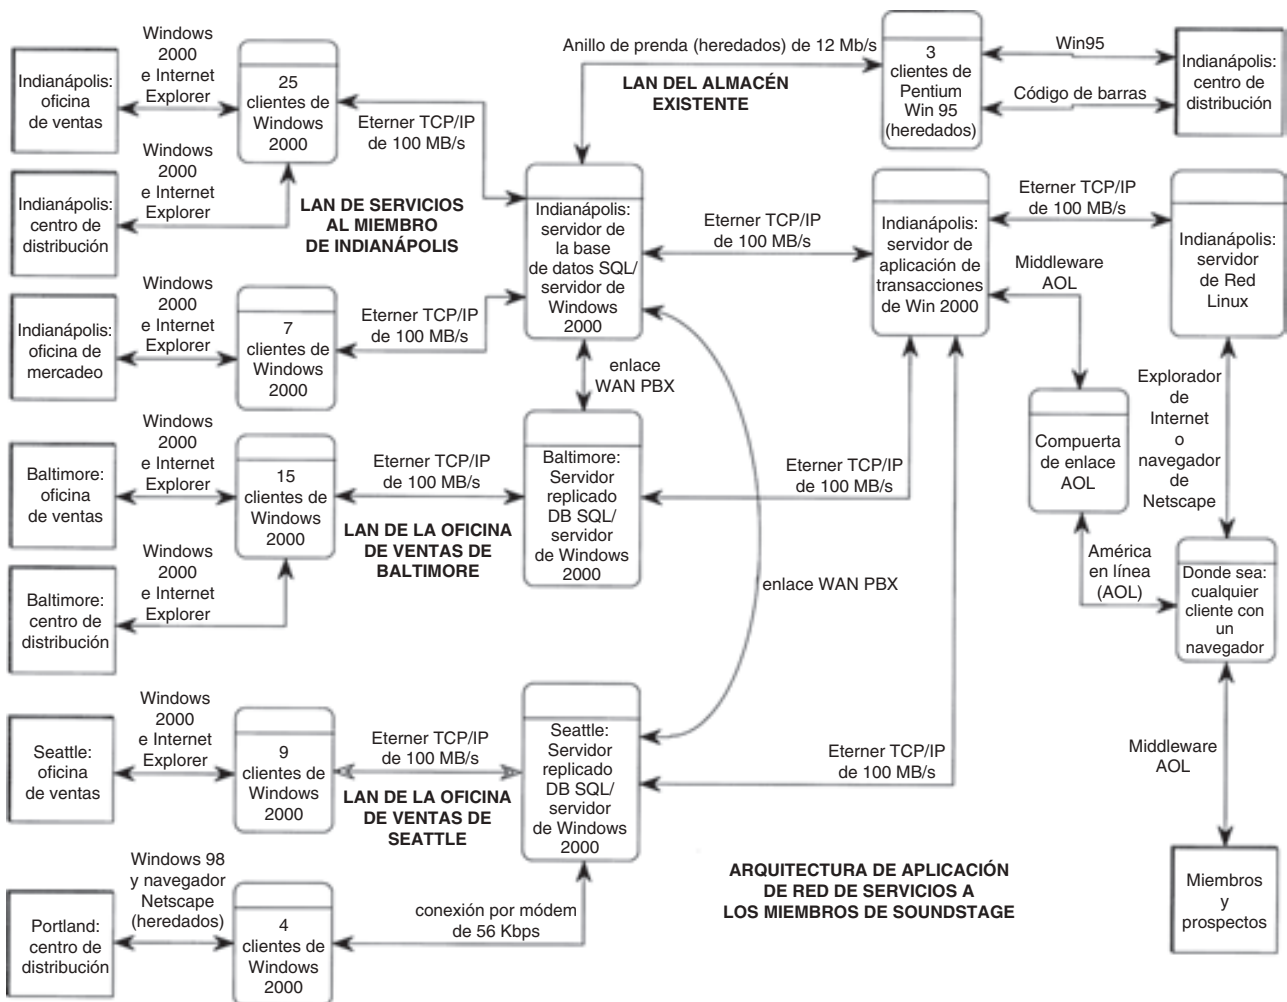 Windows
2000
e Internet
Explorer
Indianápolis:
oficina
de ventas
25
clientes de
Windows
2000
Eterner TCP/IP
de 100 MB/s
Windows
2000
e Internet
Explorer
Indianápolis:
centro de
distribución
LAN DE SERVICIOS
AL MIEMBRO
DE INDIANÁPOLIS
Anillo de prenda (heredados) de 12 Mb/s
LAN DEL ALMACÉN
EXISTENTE
3
clientes de
Pentium
Win 95
(heredados)
Win95
Código de barras
Indianápolis:
centro de
distribución
Indianápolis:
servidor de
la base
de datos SQL/
servidor de
Windows
2000
Eterner TCP/IP
de 100 MB/s
Indianápolis:
servidor de
aplicación de
transacciones
de Win 2000
Eterner TCP/IP
de 100 MB/s
Indianápolis:
servidor
de Red
Linux
Middleware
AOL
Windows
2000
e Internet
Explorer
Indianápolis:
oficina de
mercadeo
7
clientes de
Windows
2000
Eterner TCP/IP
de 100 MB/s
enlace
WAN PBX
Explorador
de
Internet
o
navegador
de
Netscape
Compuerta
de enlace
AOL
Windows
2000
e Internet
Explorer
Baltimore:
oficina
de ventas
15
clientes de
Windows
2000
Eterner TCP/IP
de 100 MB/s
LAN DE LA OFICINA
DE VENTAS DE
BALTIMORE
Baltimore:
Servidor
replicado
DB SQL/
servidor
de Windows
2000
Eterner TCP/IP
de 100 MB/s
Windows
2000
e Internet
Explorer
Baltimore:
centro de
distribución
enlace WAN PBX
América
en línea
(AOL)
Donde sea:
cualquier
cliente con
un
navegador
Windows
2000
e Internet
Explorer
Seattle:
oficina
de ventas
9
clientes de
Windows
2000
Eterner TCP/IP
de 100 MB/s
LAN DE LA OFICINA
DE VENTAS DE
SEATTLE
Seattle:
Servidor
replicado
DB SQL/
servidor
de Windows
2000
Eterner TCP/IP
de 100 MB/s
Middleware
AOL
Windows 98
y navegador
Netscape
(heredados)
Portland:
centro de
distribución
4
clientes de
Windows
2000
conexión por módem
de 56 Kbps
ARQUITECTURA DE APLICACIÓN
DE RED DE SERVICIOS A
LOS MIEMBROS DE SOUNDSTAGE
Miembros
y
prospectos